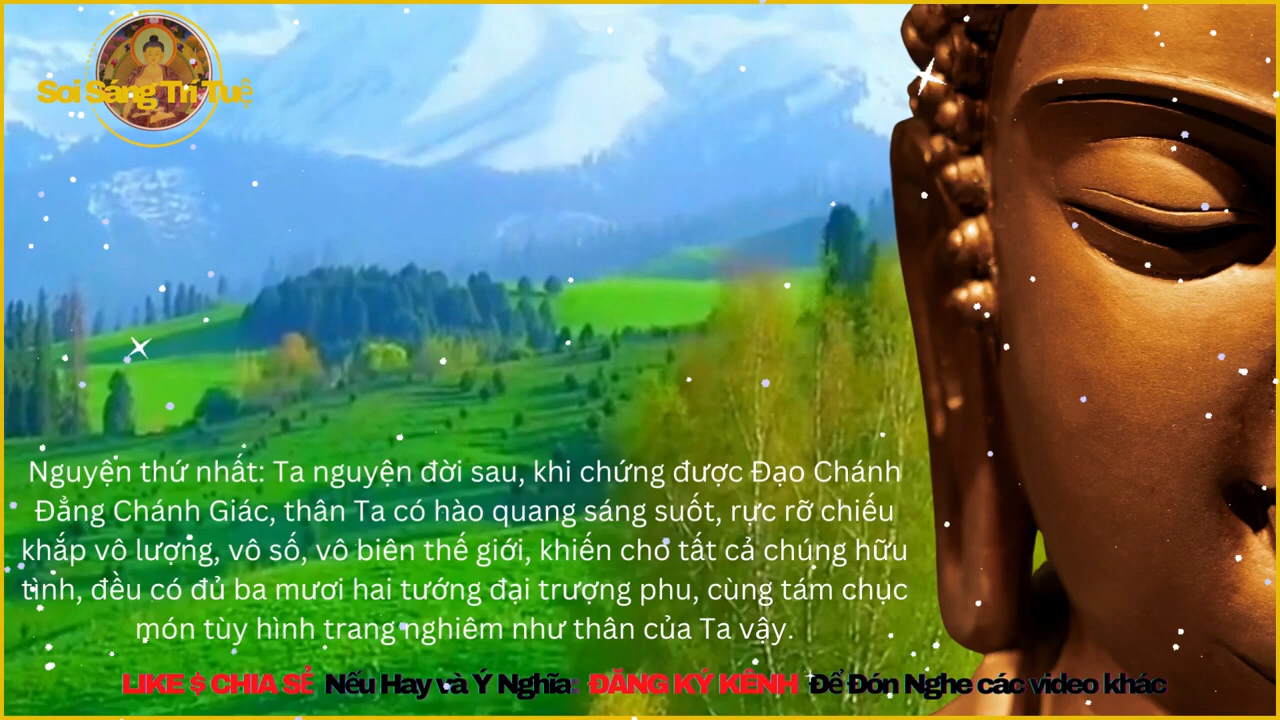 Soi Sáng Trí Tuệ
Nguyện thứ nhất: Ta nguyện đời sau, khi chứng được Đạo Chánh
Đẳng Chánh Giác, thân Ta có hào quang sáng suốt, rực rỡ chiếu
khắp vô lượng, vô số, vô biên thế giới, khiến cho tất cả chúng hữu
tình, đều có đủ ba mươi hai tướng đại trượng phu, cùng tám chục
món tùy hình trang nghiêm như thân của Ta vậy.
LIKE $ CHIA SẺ Nếu Hay và Ý Nghĩa: ĐĂNG KÝ KÊNH Để Đón Nghe các video khác